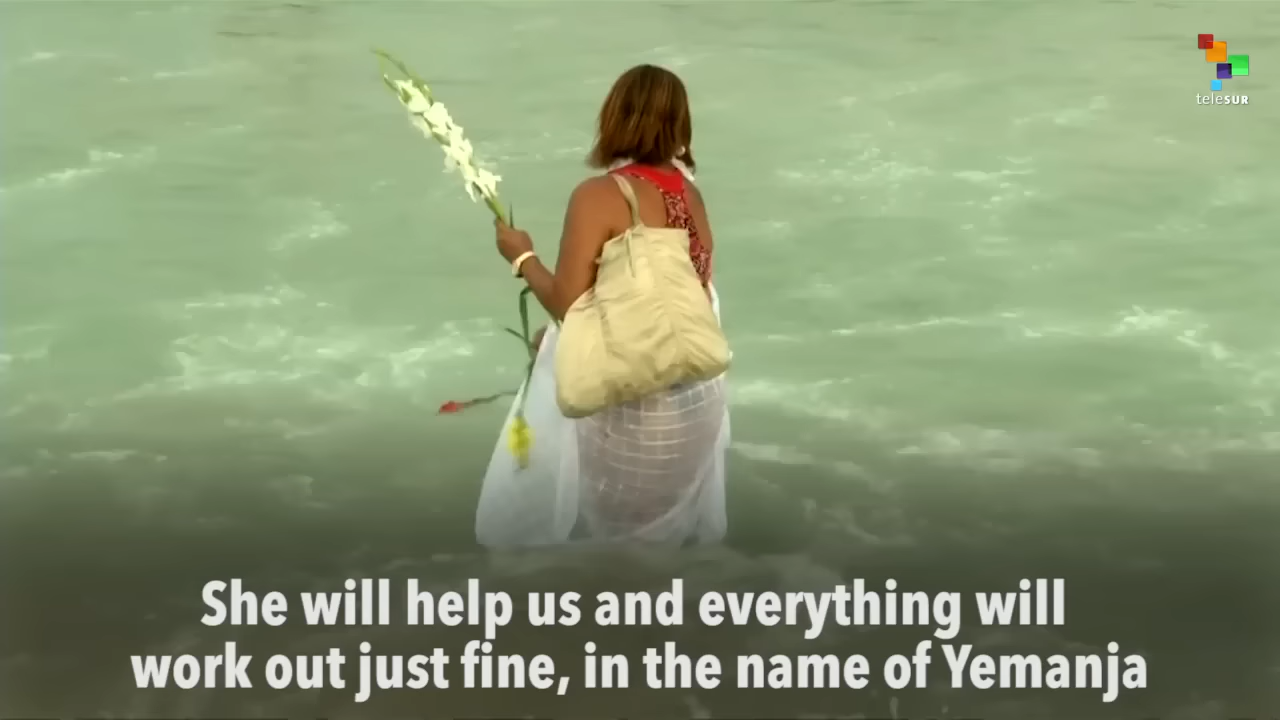 teleSUR
She will help us and everything will
work out just fine, in the name of Yemanja